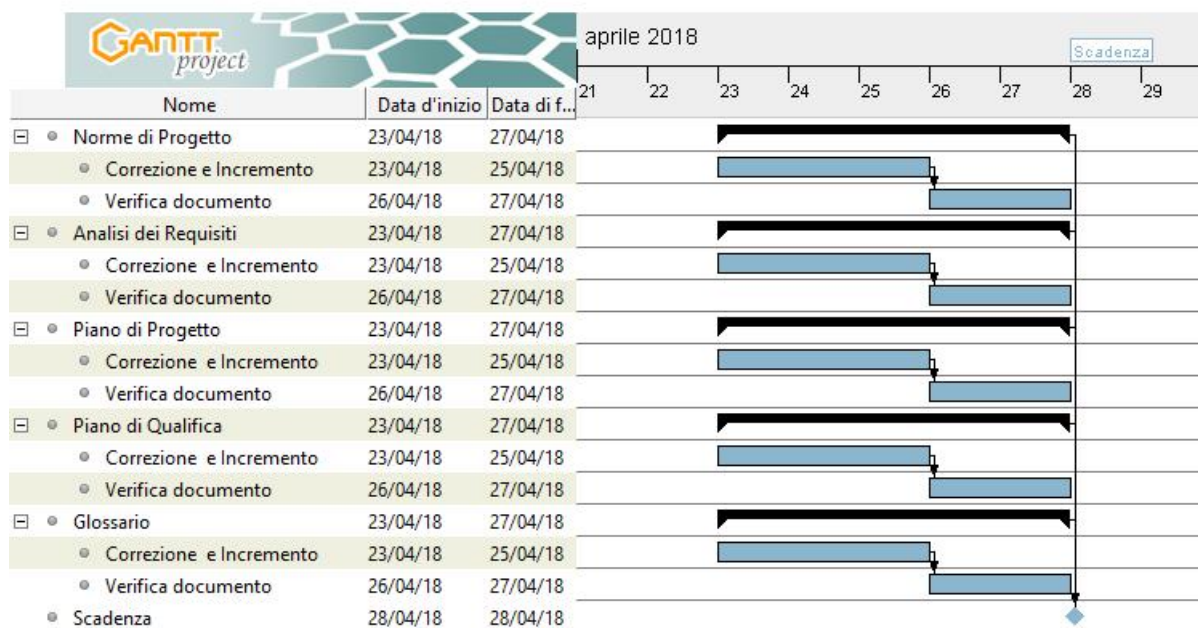 GANTT
project
aprile 2018
Scadenza
21 22 23 24 25 26 27 28 29
Nome Data d'inizio Data di f...
Norme di Progetto 23/04/18 27/04/18
Correzione e Incremento 23/04/18 25/04/18
Verifica documento 26/04/18 27/04/18
Analisi dei Requisiti 23/04/18 27/04/18
Correzione e Incremento 23/04/18 25/04/18
Verifica documento 26/04/18 27/04/18
Piano di Progetto 23/04/18 27/04/18
Correzione e Incremento 23/04/18 25/04/18
Verifica documento 26/04/18 27/04/18
Piano di Qualifica 23/04/18 27/04/18
Correzione e Incremento 23/04/18 25/04/18
Verifica documento 26/04/18 27/04/18
Glossario 23/04/18 27/04/18
Correzione e Incremento 23/04/18 25/04/18
Verifica documento 26/04/18 27/04/18
Scadenza 28/04/18 28/04/18